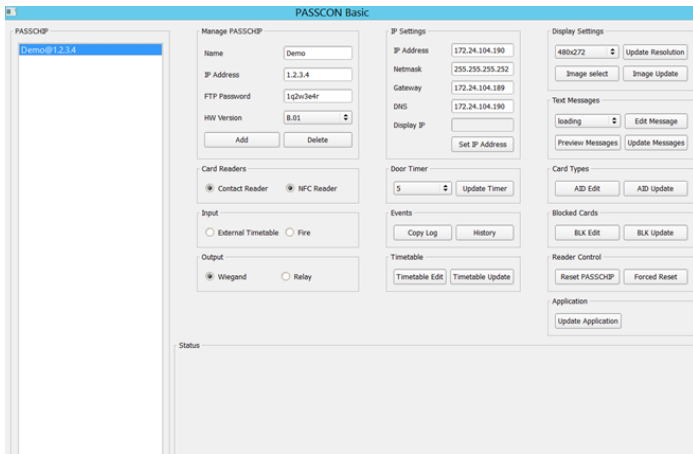 PASSCON Basic
PASSCHIP
Demo@1.2.3.4
Manage PASSCHIP
Name
Demo
IP Address
1.2.3.4
FTP Password
1q2w3e4r
HW Version
B.01
Add
Delete
Card Readers
Contact Reader
NFC Reader
Input
External Timetable
Fire
Output
Wiegand
Relay
IP Settings
IP Address
172.24.104.190
Netmask
255.255.255.252
Gateway
172.24.104.189
DNS
172.24.104.190
Display IP
Set IP Address
Door Timer
5
Update Timer
Events
Copy Log
History
Timetable
Timetable Edit
Timetable Update
Display Settings
480x272
Update Resolution
Image select
Image Update
Text Messages
loading
Edit Message
Preview Messages
Update Messages
Card Types
AID Edit
AID Update
Blocked Cards
BLK Edit
BLK Update
Reader Control
Reset PASSCHIP
Forced Reset
Application
Update Application
Status